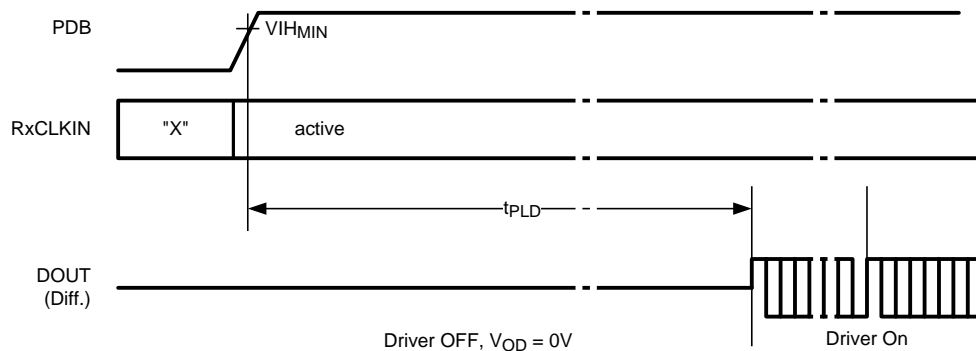 PDB
VIHMIN
RxCLKIN
"X"
active
tPLD
DOUT
(Diff.)
Driver OFF, VOD = 0V
Driver On